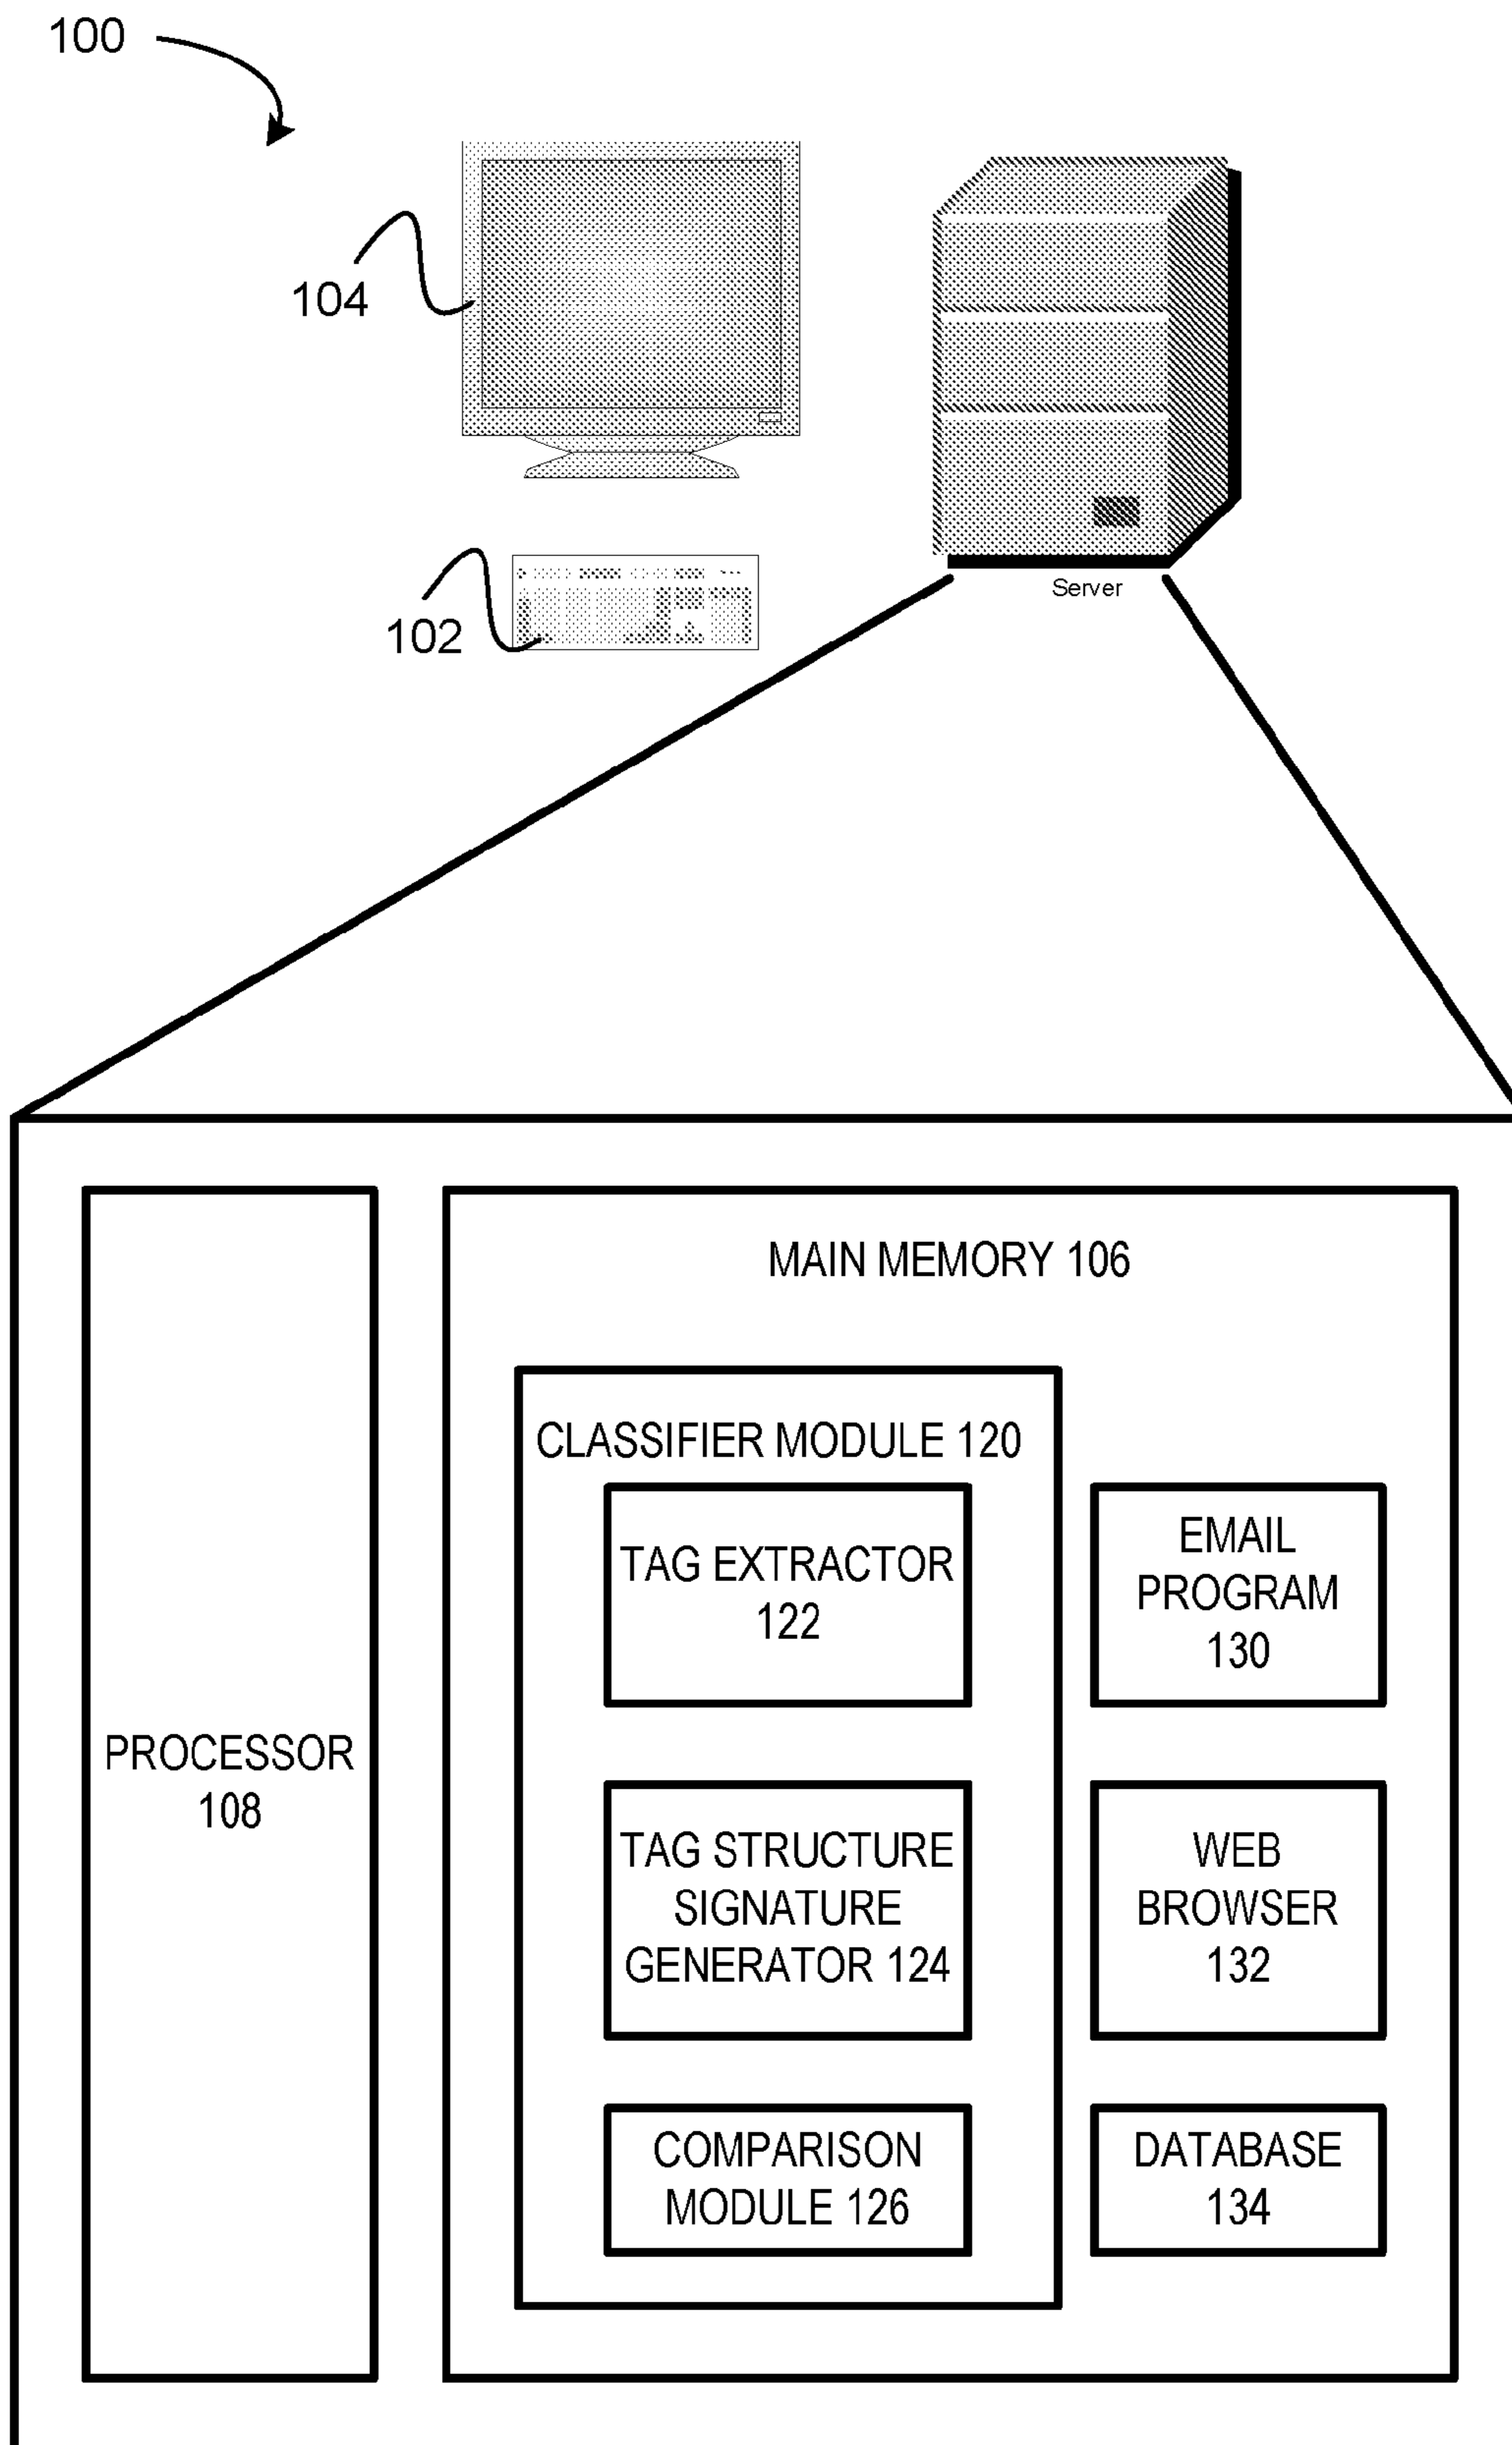 100
104
102
Server
MAIN MEMORY 106
CLASSIFIER MODULE 120
TAG EXTRACTOR
122
EMAIL
PROGRAM
130
PROCESSOR
108
TAG STRUCTURE
SIGNATURE
GENERATOR 124
WEB
BROWSER
132
COMPARISON
MODULE 126
DATABASE
134